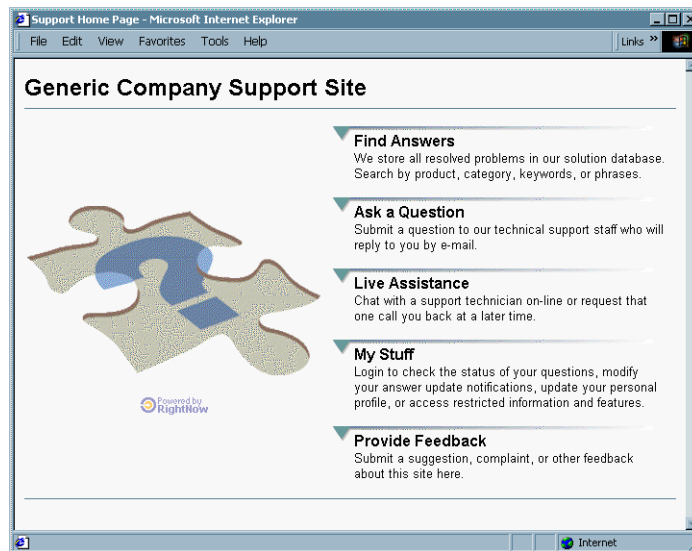 Support Home Page - Microsoft Internet Explorer
File Edit View Favorites Tools Help Links »
Generic Company Support Site
Find Answers
We store all resolved problems in our solution database.
Search by product, category, keywords, or phrases.
Ask a Question
Submit a question to our technical support staff who will
reply to you by e-mail.
Live Assistance
Chat with a support technician on-line or request that
one call you back at a later time.
My Stuff
Login to check the status of your questions, modify
your answer update notifications, update your personal
profile, or access restricted information and features.
Powered by
RightNow
Provide Feedback
Submit a suggestion, complaint, or other feedback
about this site here.
Internet